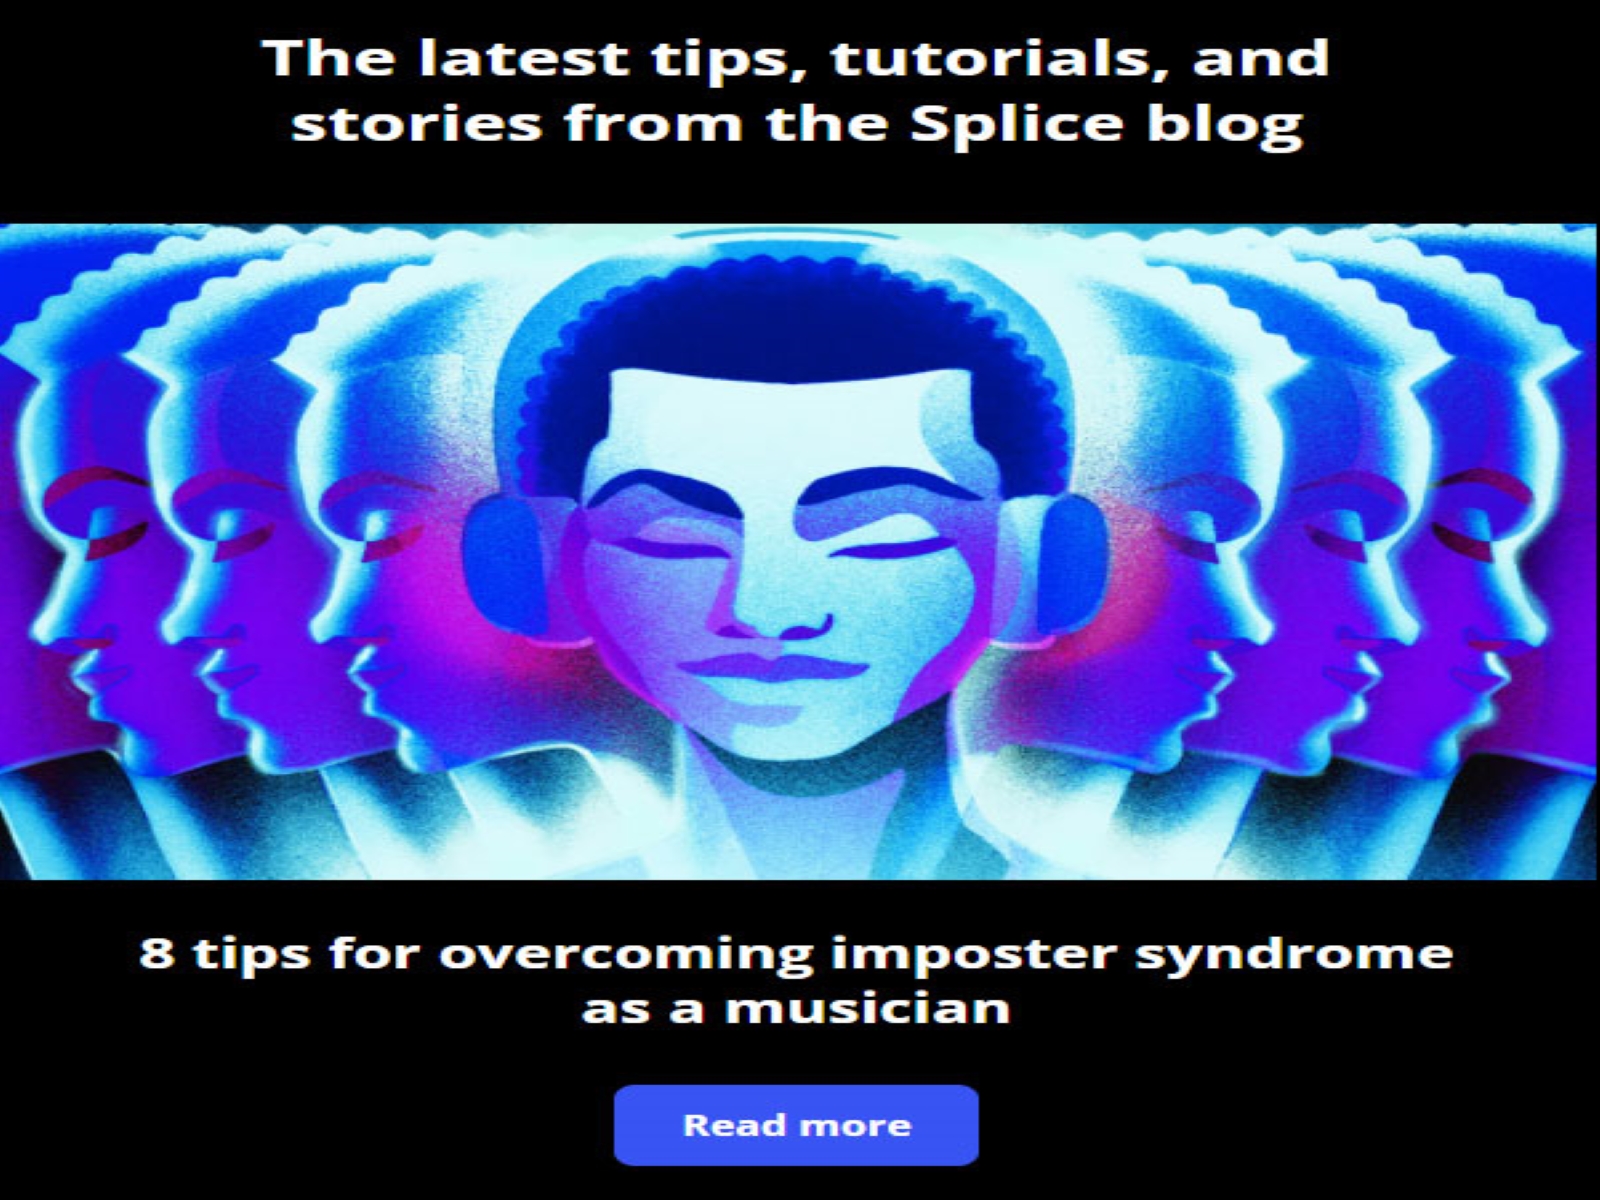 The latest tips, tutorials, and
stories from the Splice blog
8 tips for overcoming imposter syndrome
as a musician
Read more